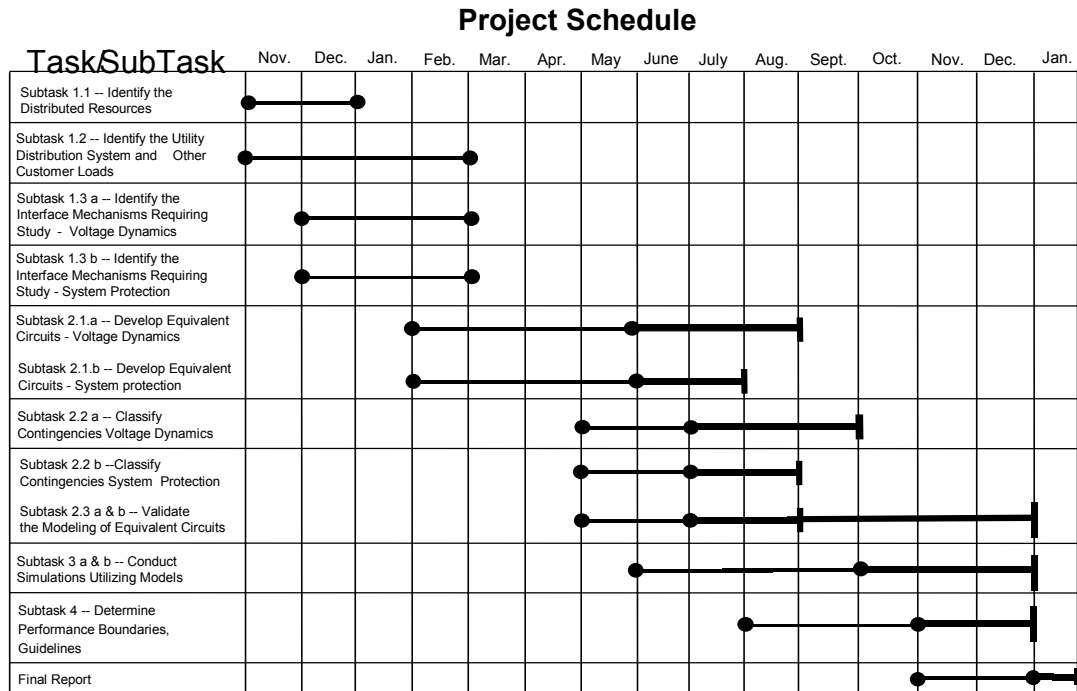 Project Schedule
Task/SubTask
Nov. Dec. Jan. Feb. Mar. Apr. May June July Aug. Sept. Oct. Nov. Dec. Jan.
Subtask 1.1 -- Identify the
Distributed Resources
Subtask 1.2 -- Identify the Utility
Distribution System and Other
Customer Loads
Subtask 1.3 a -- Identify the
Interface Mechanisms Requiring
Study - Voltage Dynamics
Subtask 1.3 b -- Identify the
Interface Mechanisms Requiring
Study - System Protection
Subtask 2.1.a -- Develop Equivalent
Circuits - Voltage Dynamics
Subtask 2.1.b -- Develop Equivalent
Circuits - System protection
Subtask 2.2 a -- Classify
Contingencies Voltage Dynamics
Subtask 2.2 b --Classify
Contingencies System Protection
Subtask 2.3 a & b -- Validate
the Modeling of Equivalent Circuits
Subtask 3 a & b -- Conduct
Simulations Utilizing Models
Subtask 4 -- Determine
Performance Boundaries,
Guidelines
Final Report